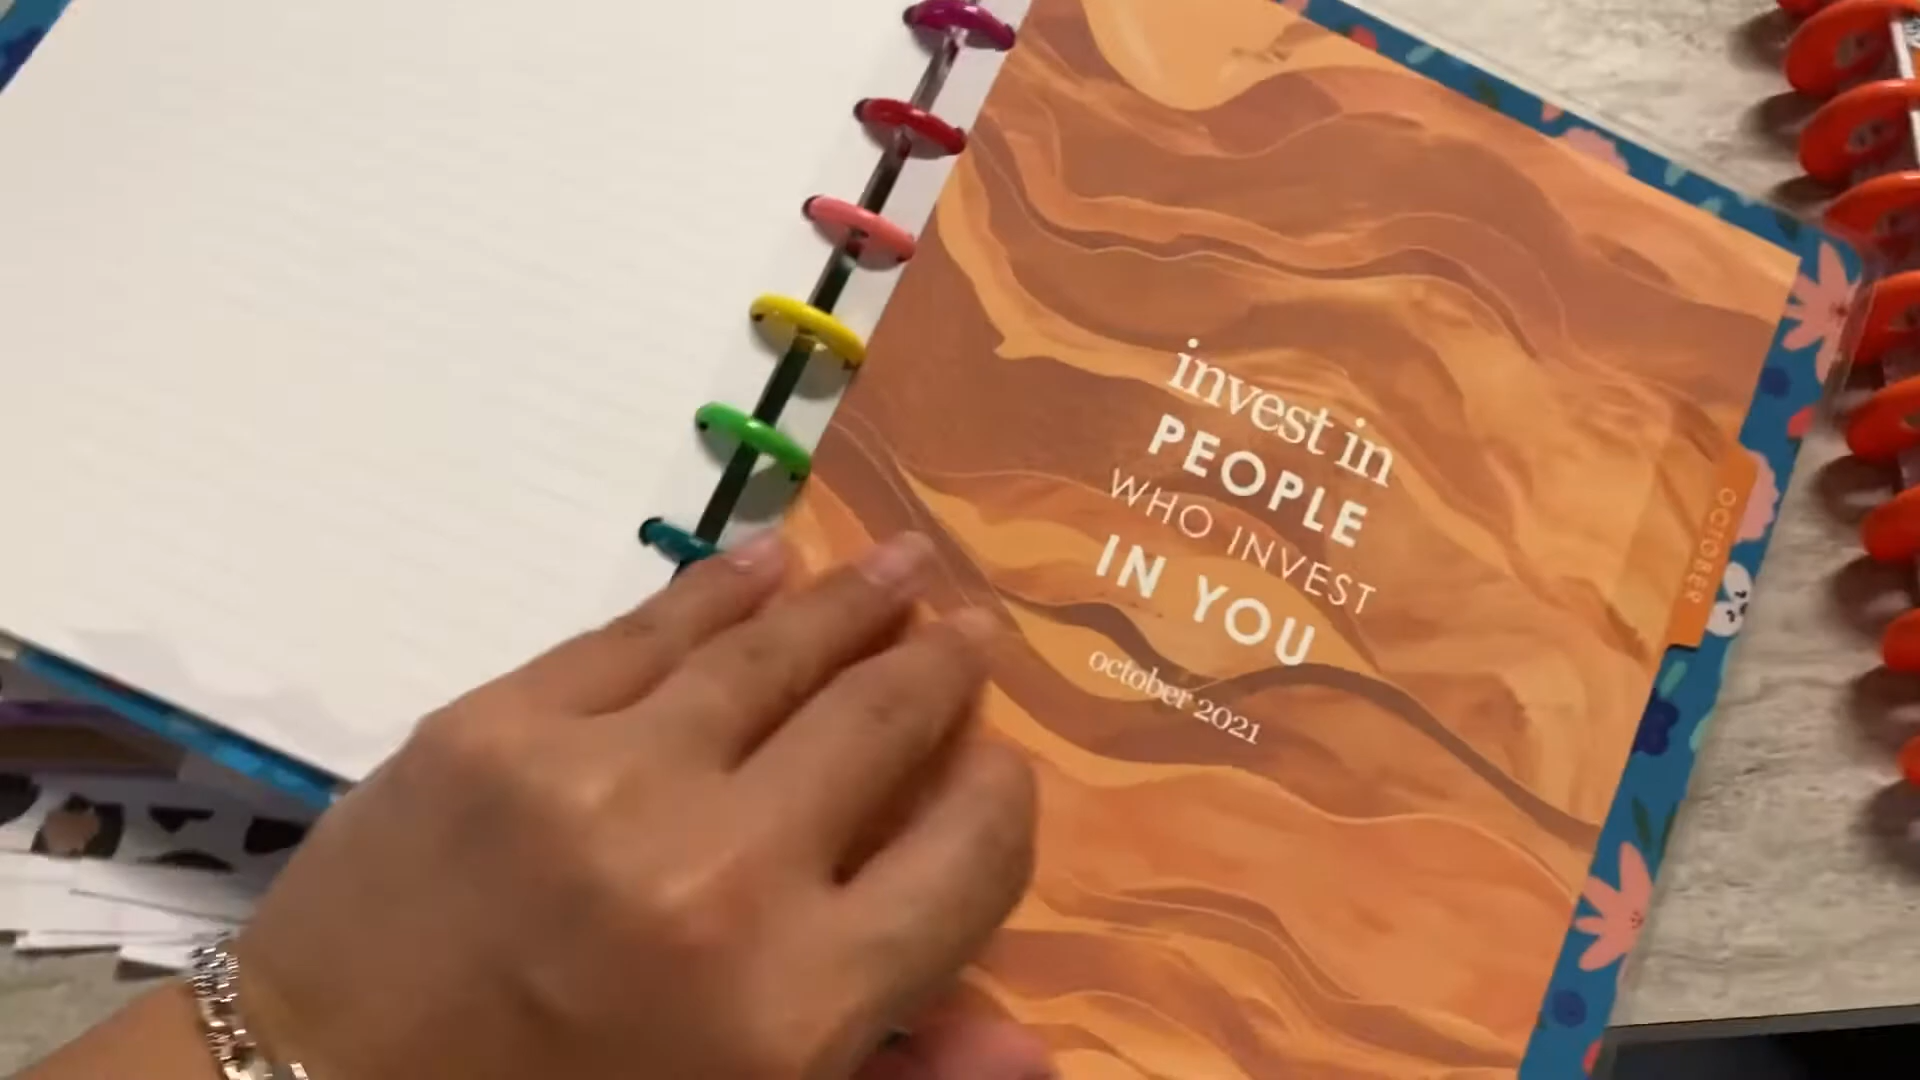 invest in
PEOPLE
WHO INVEST
IN YOU
october 2021
OCTOBER